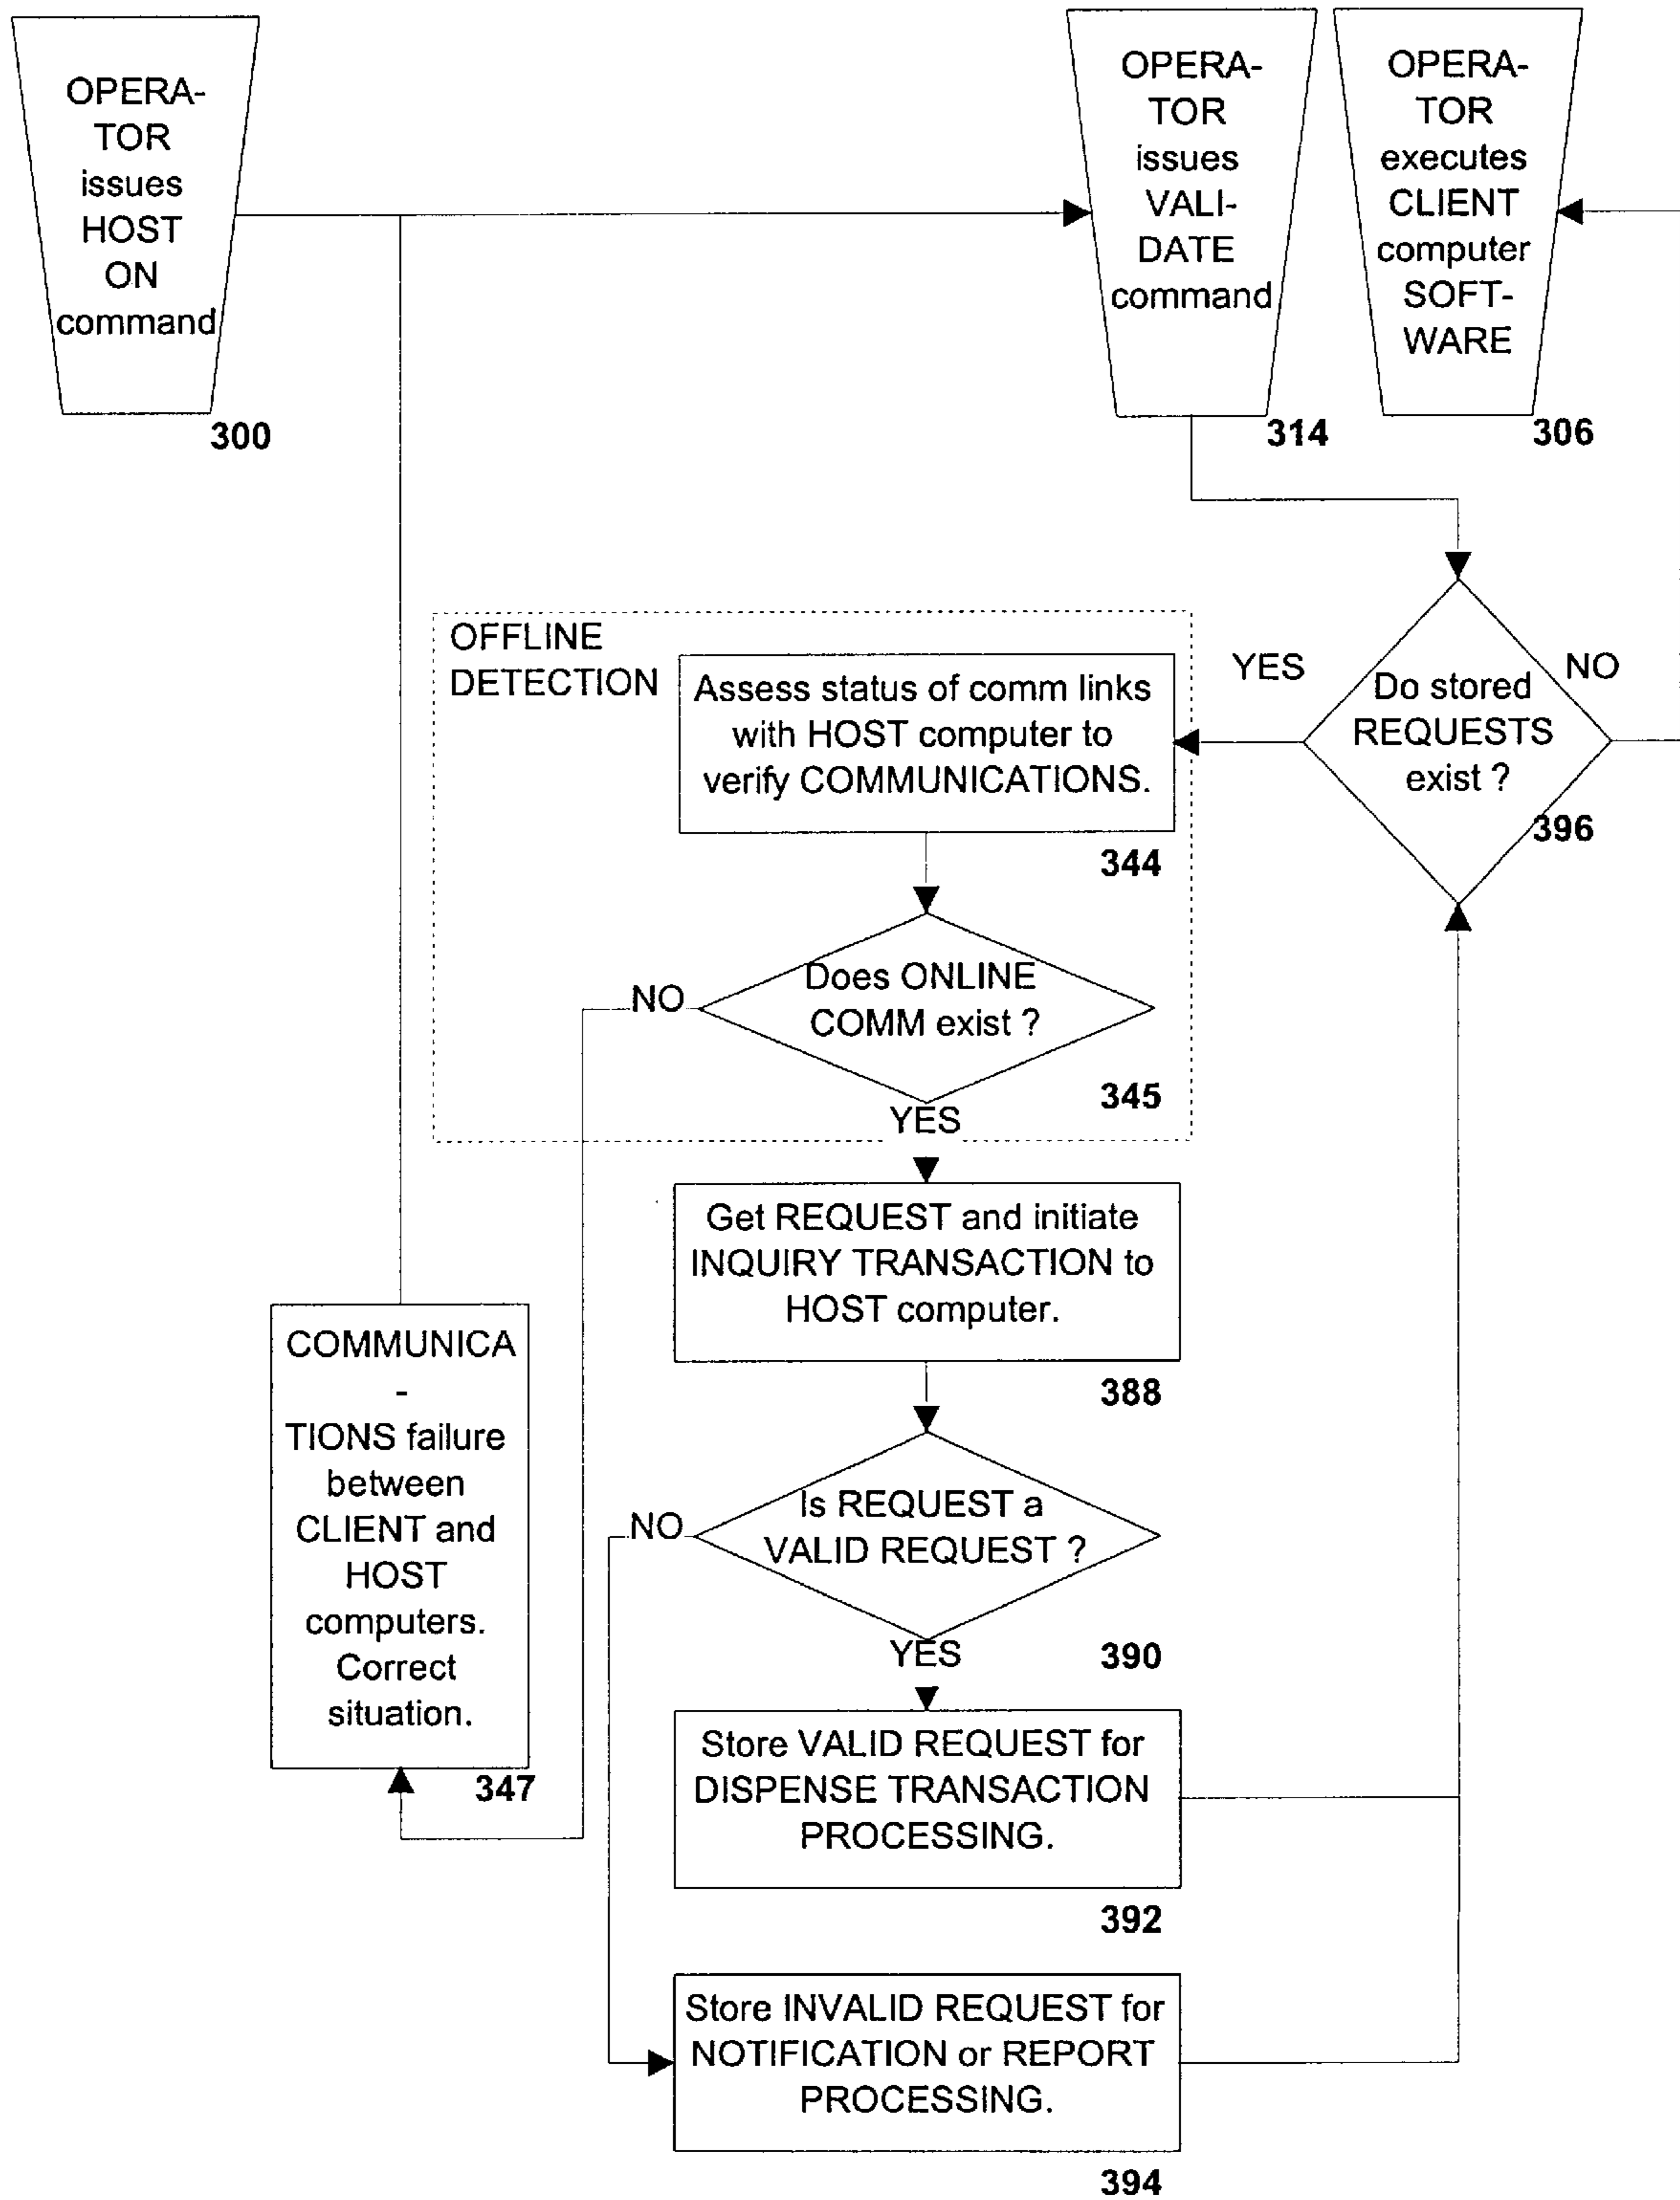 OPERA-
TOR
issues
HOST
ON
command
300
OPERA-
TOR
issues
VALI-
DATE
command
314
OPERA-
TOR
executes
CLIENT
computer
SOFT-
WARE
306
OFFLINE
DETECTION
Assess status of comm links
with HOST computer to
verify COMMUNICATIONS.
344
YES
Do stored
REQUESTS
exist ?
NO
396
Does ONLINE
COMM exist ?
NO
345
YES
Get REQUEST and initiate
INQUIRY TRANSACTION to
HOST computer.
388
COMMUNICA
-
TIONS failure
between
CLIENT and
HOST
computers.
Correct
situation.
347
Is REQUEST a
VALID REQUEST ?
NO
YES
390
Store VALID REQUEST for
DISPENSE TRANSACTION
PROCESSING.
392
Store INVALID REQUEST for
NOTIFICATION or REPORT
PROCESSING.
394